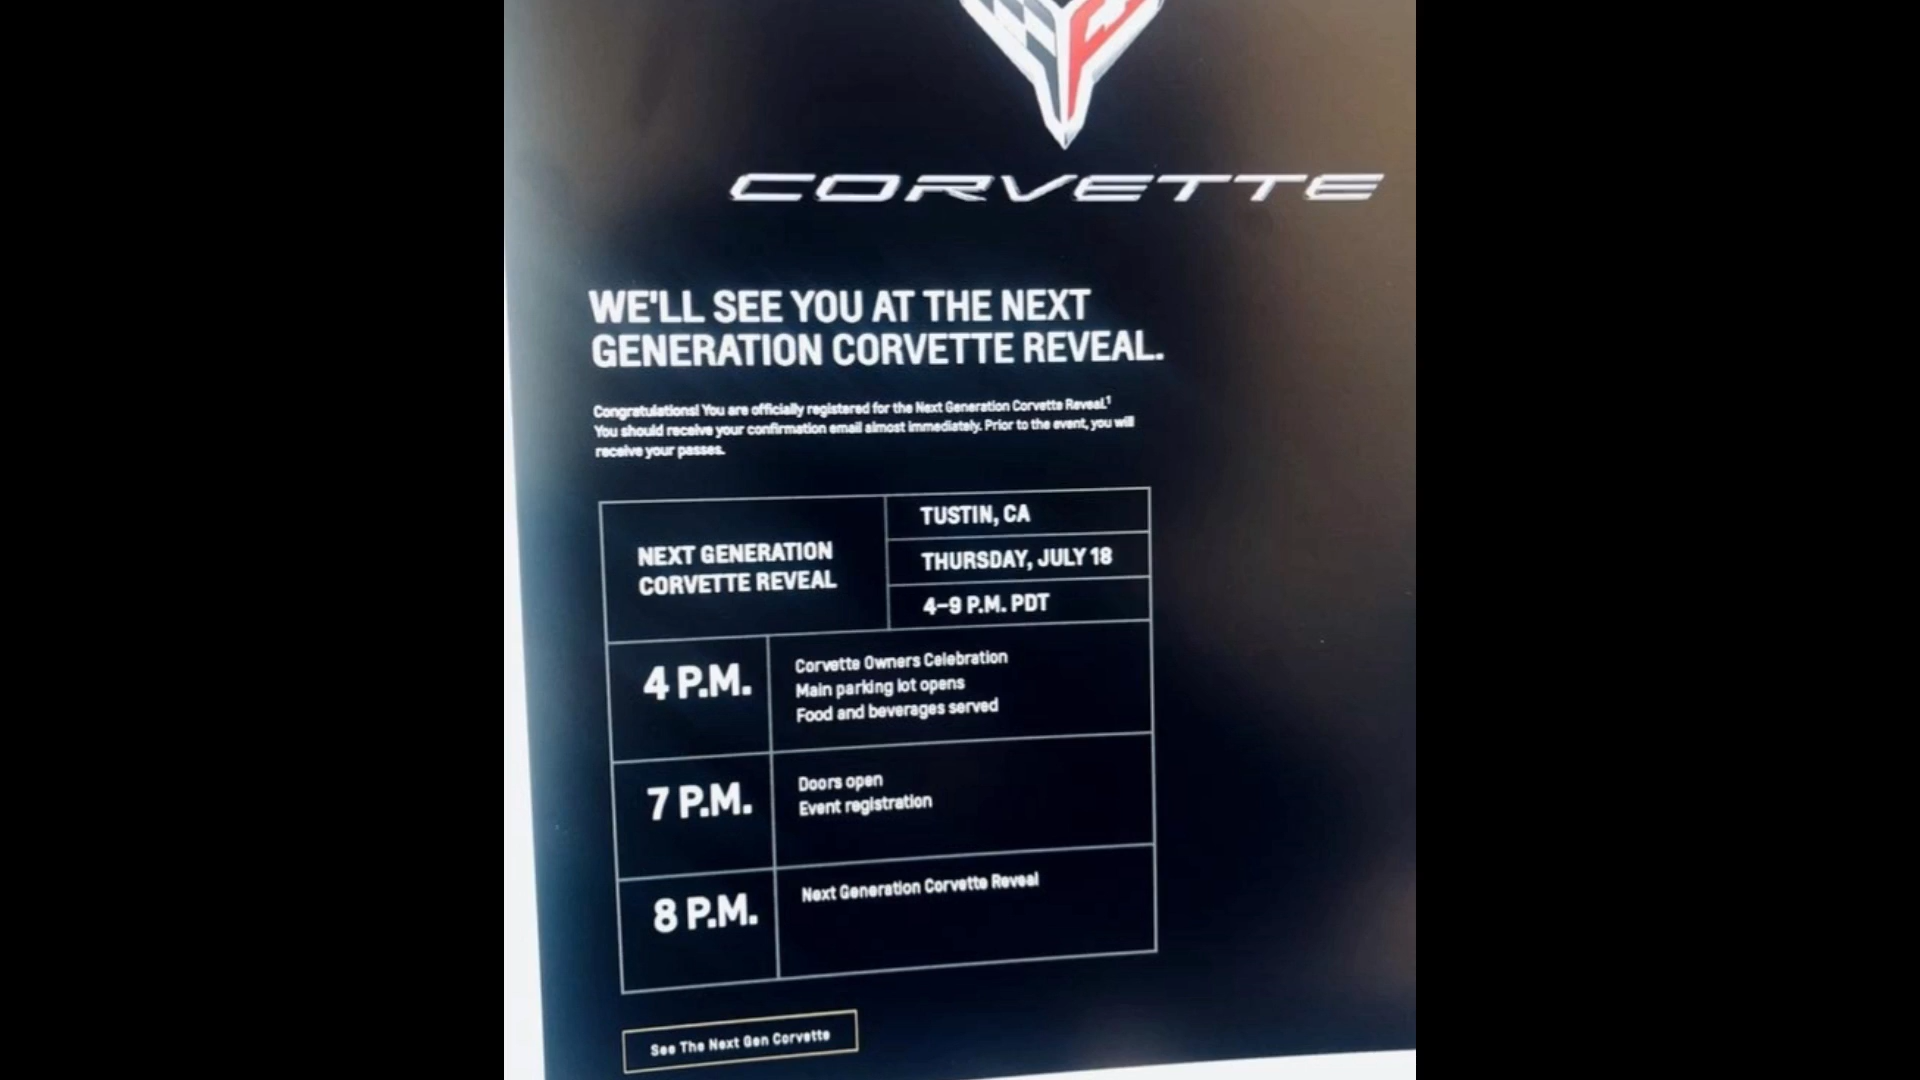 CORVETTE
WE'LL SEE YOU AT THE NEXT
GENERATION CORVETTE REVEAL.
Congratulations! You are officially registered for the Next Generation Corvette Reveal.¹
You should receive your confirmation email almost immediately. Prior to the event, you will
receive your passes.
NEXT GENERATION
CORVETTE REVEAL
TUSTIN, CA
THURSDAY, JULY 18
4–9 P.M. PDT
4 P.M.
Corvette Owners Celebration
Main parking lot opens
Food and beverages served
7 P.M.
Doors open
Event registration
8 P.M.
Next Generation Corvette Reveal
See The Next Gen Corvette